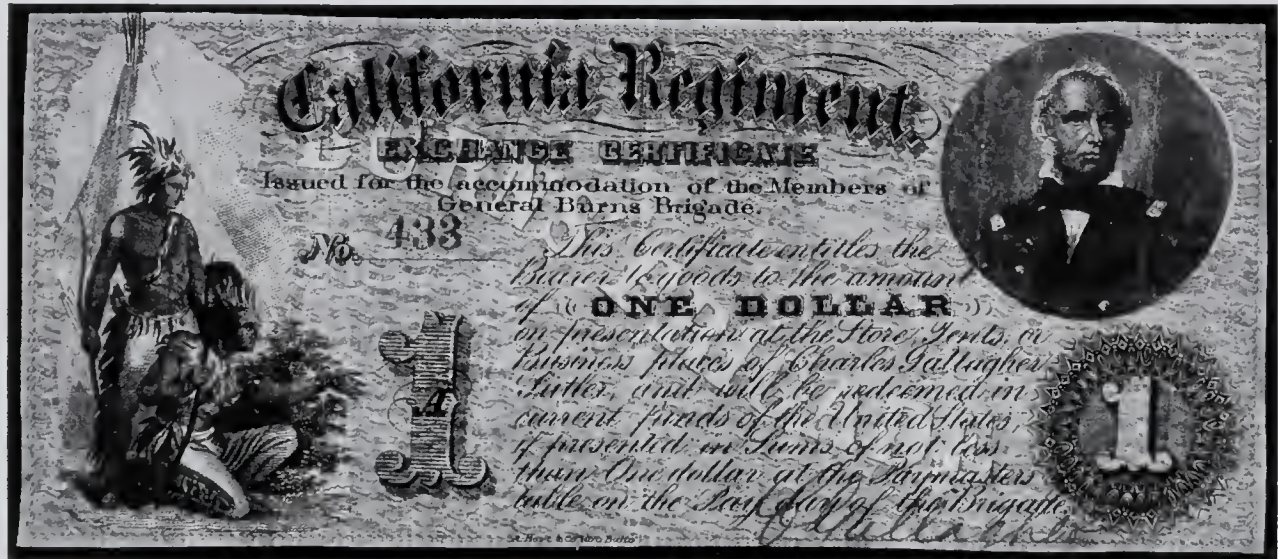 California Regiment
EXCHANGE CERTIFICATE
Issued for the accommodation of the Members of
General Burns Brigade.
No. 433
This Certificate entitles the
bearer to goods to the amount
of ONE DOLLAR
on presentation at the Store, Tents, or
Business places of Charles Gallagher
Sutler, and will be redeemed in
current funds of the United States,
if presented in Sums of not less
than One dollar at the Paymasters
table on the Pay day of the Brigade.
1
A
1